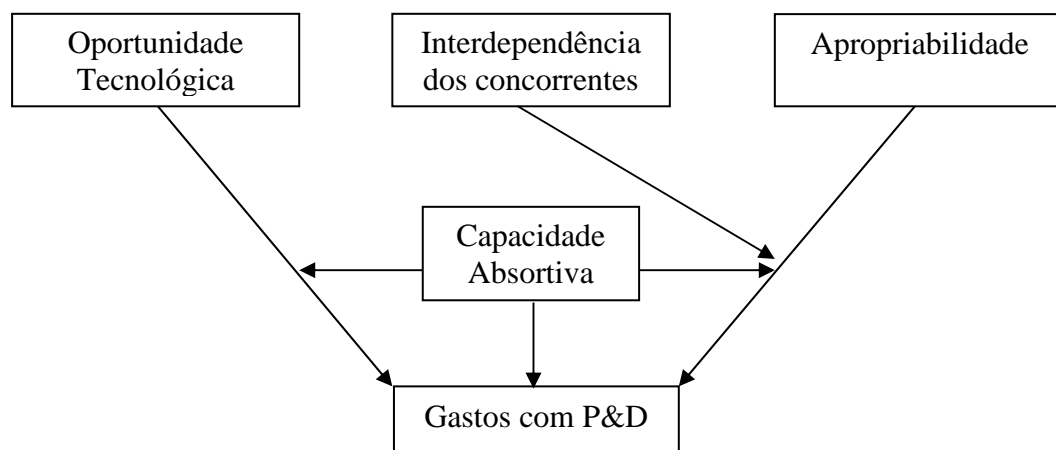 Oportunidade
Tecnológica
Interdependência
dos concorrentes
Apropriabilidade
Capacidade
Absortiva
Gastos com P&D